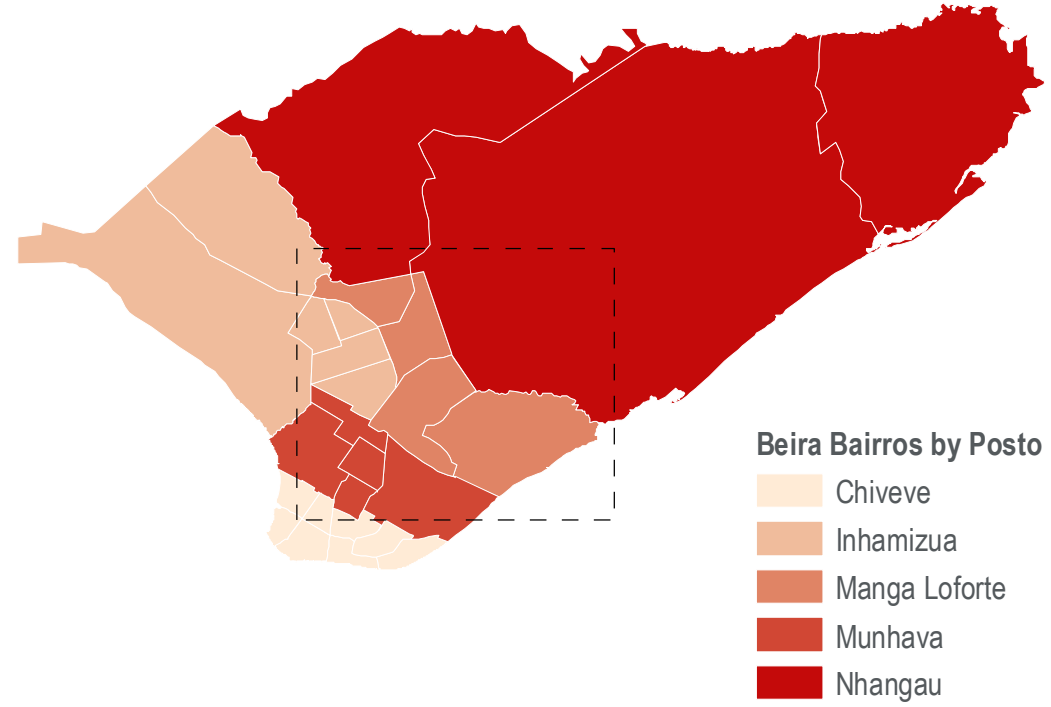 Beira Bairros by Posto
Chiveve
Inhamizua
Manga Loforte
Munhava
Nhangau